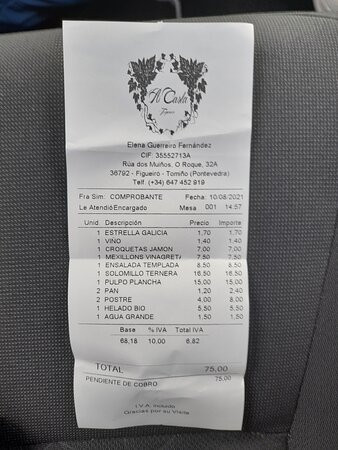 Elena Guerreiro Fernández
CIF: 35552713A
Rúa dos Muiños, O Roque, 32A
36792 - Figueiro - Tomiño (Pontevedra)
Telf. (+34) 647 452 919
Fra Sim: COMPROBANTE Fecha: 10/08/2021
Le Atendió Encargado Mesa 001 14:57
Unid. Descripción Precio Importe
1 ESTRELLA GALICIA 1,70 1,70
1 VINO 1,40 1,40
1 CROQUETAS JAMON 7,00 7,00
1 MEXILLONS VINAGRETA 7,50 7,50
1 ENSALADA TEMPLADA 8,50 8,50
1 SOLOMILLO TERNERA 16,50 16,50
1 PULPO PLANCHA 15,00 15,00
2 PAN 1,20 2,40
2 POSTRE 4,00 8,00
1 HELADO BIO 5,50 5,50
1 AGUA GRANDE 1,50 1,50
Base % IVA Total IVA
68,18 10,00 6,82
TOTAL 75,00
PENDIENTE DE COBRO 75,00
I.V.A. incluido
Gracias por su Visita